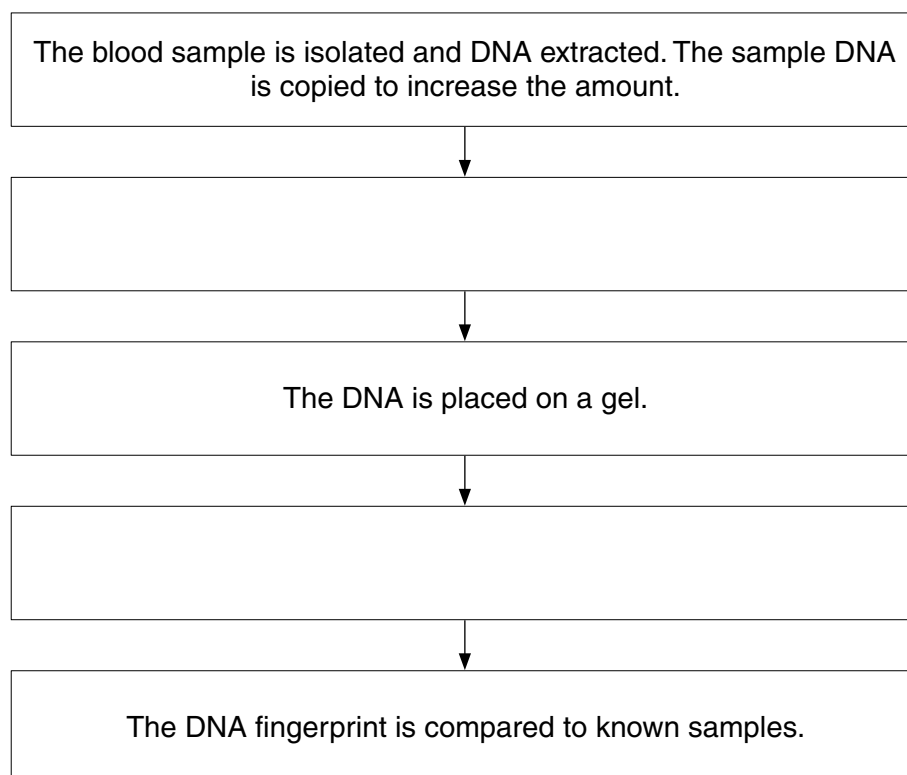 The blood sample is isolated and DNA extracted. The sample DNA
is copied to increase the amount.
The DNA is placed on a gel.
The DNA fingerprint is compared to known samples.